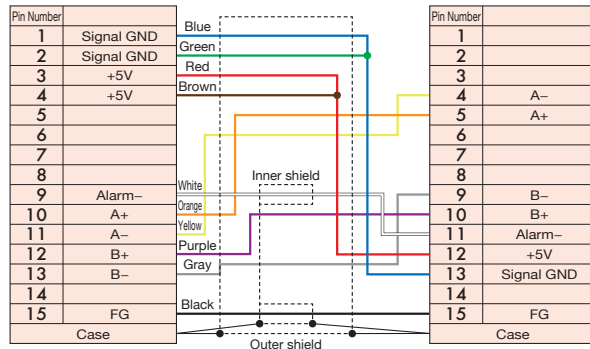 Pin Number
1 Signal GND
2 Signal GND
3 +5V
4 +5V
5
6
7
8
9 Alarm−
10 A+
11 A−
12 B+
13 B−
14
15 FG
Case
Blue
Green
Red
Brown
White
Orange
Yellow
Purple
Gray
Black
Inner shield
Outer shield
Pin Number
1
2
3
4 A−
5 A+
6
7
8
9 B−
10 B+
11 Alarm−
12 +5V
13 Signal GND
14
15 FG
Case